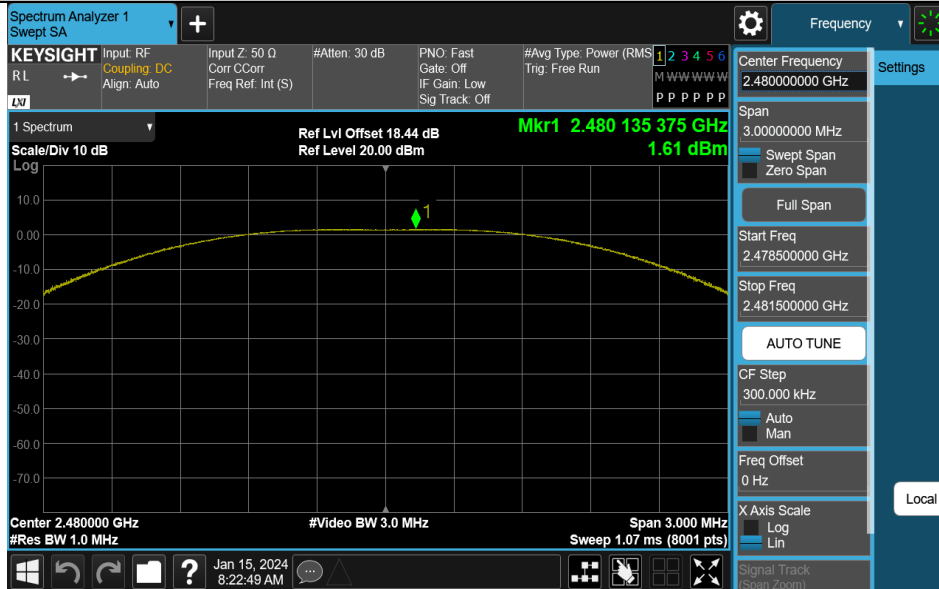 Spectrum Analyzer 1
Swept SA
+
Frequency
KEYSIGHT
RL
LXI
Input: RF
Coupling: DC
Align: Auto
Input Z: 50 Ω
Corr CCorr
Freq Ref: Int (S)
#Atten: 30 dB
PNO: Fast
Gate: Off
IF Gain: Low
Sig Track: Off
#Avg Type: Power (RMS
Trig: Free Run
1 2 3 4 5 6
M W W W W W
P P P P P P
1 Spectrum
Scale/Div 10 dB
Log
Ref Lvl Offset 18.44 dB
Ref Level 20.00 dBm
Mkr1 2.480 135 375 GHz
1.61 dBm
1
10.0
0.00
-10.0
-20.0
-30.0
-40.0
-50.0
-60.0
-70.0
Center 2.480000 GHz
#Res BW 1.0 MHz
#Video BW 3.0 MHz
Span 3.000 MHz
Sweep 1.07 ms (8001 pts)
Center Frequency
2.480000000 GHz
Span
3.00000000 MHz
Swept Span
Zero Span
Full Span
Start Freq
2.478500000 GHz
Stop Freq
2.481500000 GHz
AUTO TUNE
CF Step
300.000 kHz
Auto
Man
Freq Offset
0 Hz
X Axis Scale
Log
Lin
Signal Track
(Span Zoom)
Settings
Local
?
Jan 15, 2024
8:22:49 AM